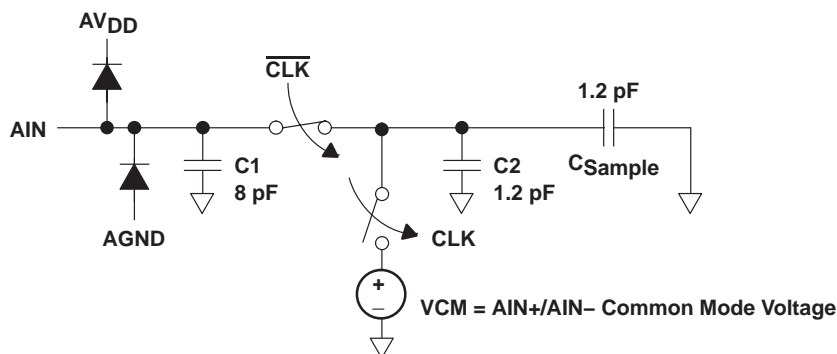 AVDD
CLK
1.2 pF
AIN
C1
8 pF
C2
1.2 pF
CSample
AGND
CLK
+
–
VCM = AIN+/AIN– Common Mode Voltage